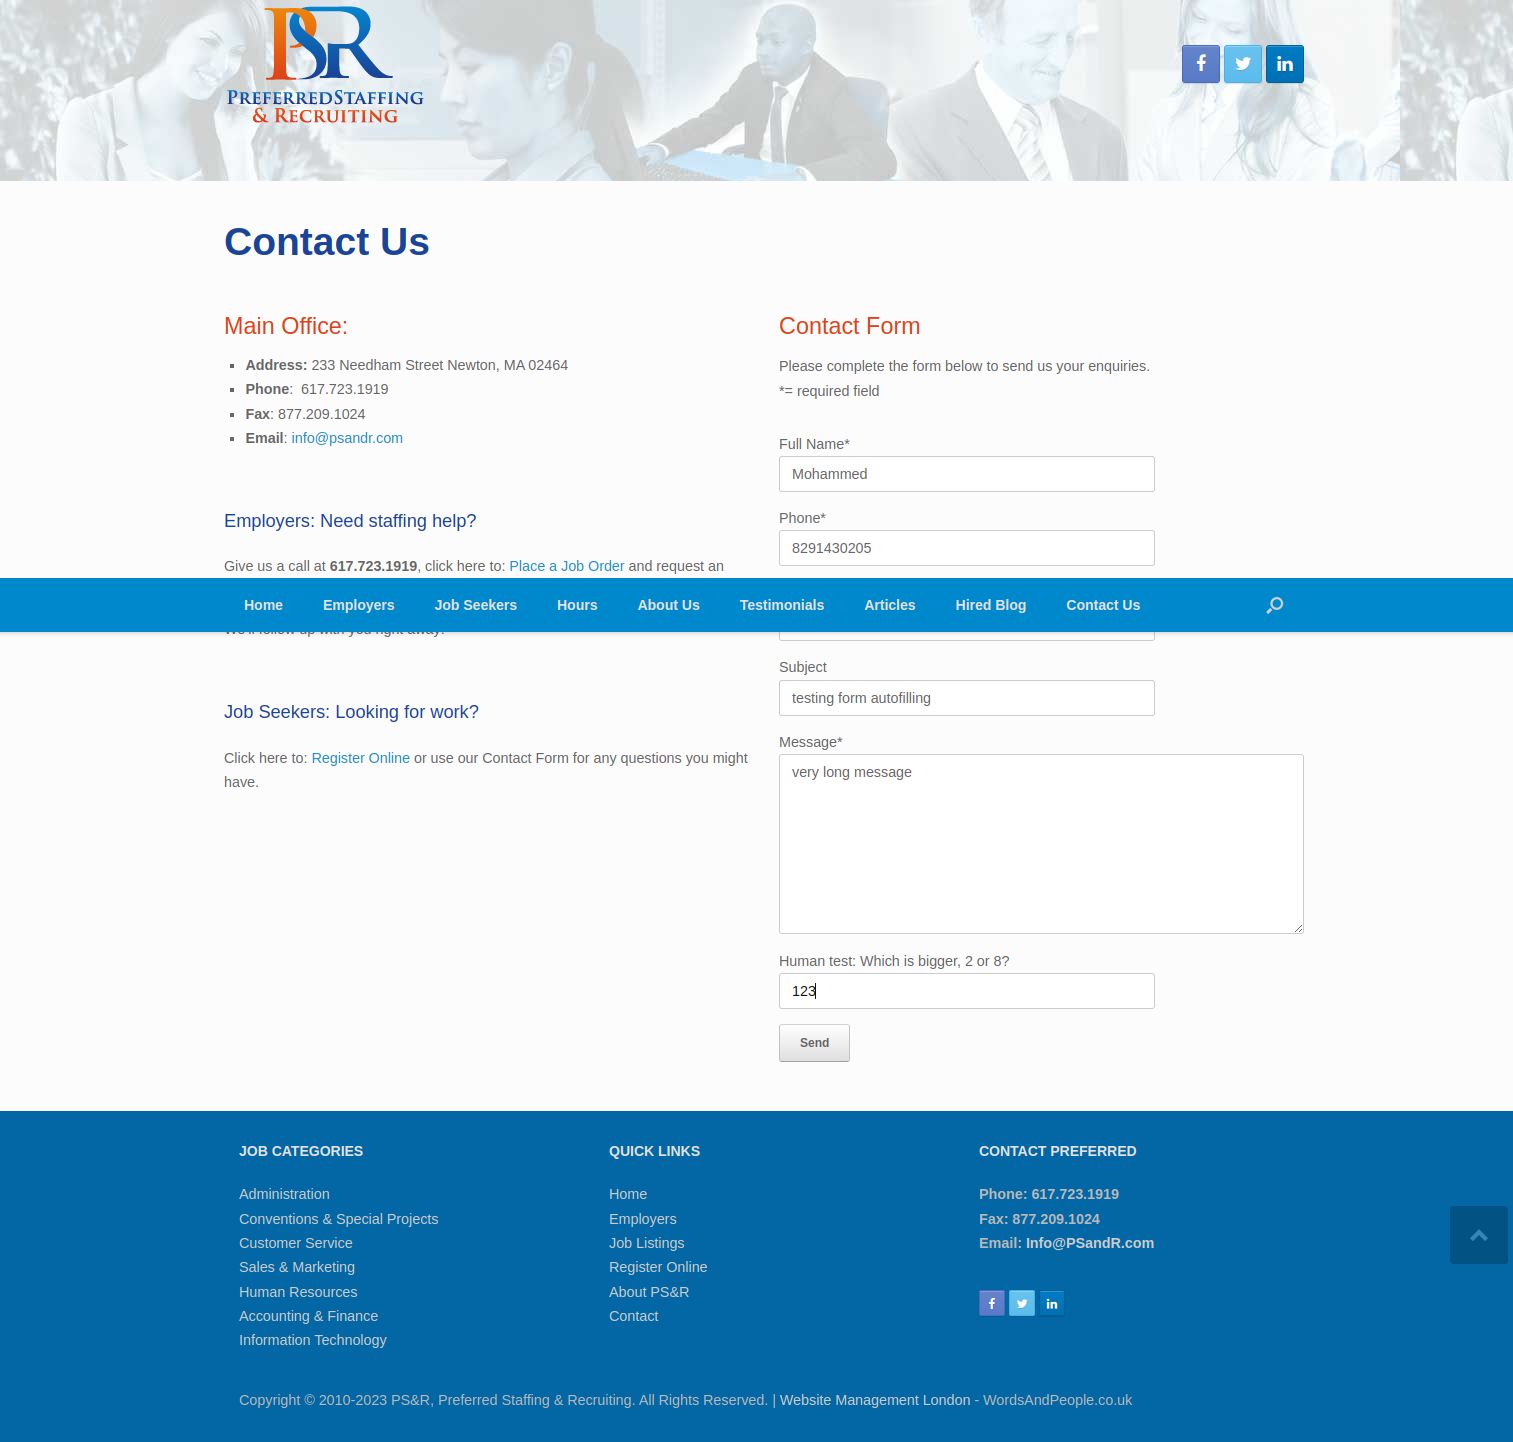 PSR
PREFERREDSTAFFING
& RECRUITING
Contact Us
Main Office:
Address: 233 Needham Street Newton, MA 02464
Phone:  617.723.1919
Fax: 877.209.1024
Email: info@psandr.com
Employers: Need staffing help?
Give us a call at 617.723.1919, click here to: Place a Job Order and request an
Contact Form
Please complete the form below to send us your enquiries.
*= required field
Full Name*
Mohammed
Phone*
8291430205
Home Employers Job Seekers Hours About Us Testimonials Articles Hired Blog Contact Us
Job Seekers: Looking for work?
Click here to: Register Online or use our Contact Form for any questions you might
have.
Subject
testing form autofilling
Message*
very long message
Human test: Which is bigger, 2 or 8?
123
Send
JOB CATEGORIES
Administration
Conventions & Special Projects
Customer Service
Sales & Marketing
Human Resources
Accounting & Finance
Information Technology
QUICK LINKS
Home
Employers
Job Listings
Register Online
About PS&R
Contact
CONTACT PREFERRED
Phone: 617.723.1919
Fax: 877.209.1024
Email: Info@PSandR.com
Copyright © 2010-2023 PS&R, Preferred Staffing & Recruiting. All Rights Reserved. | Website Management London - WordsAndPeople.co.uk